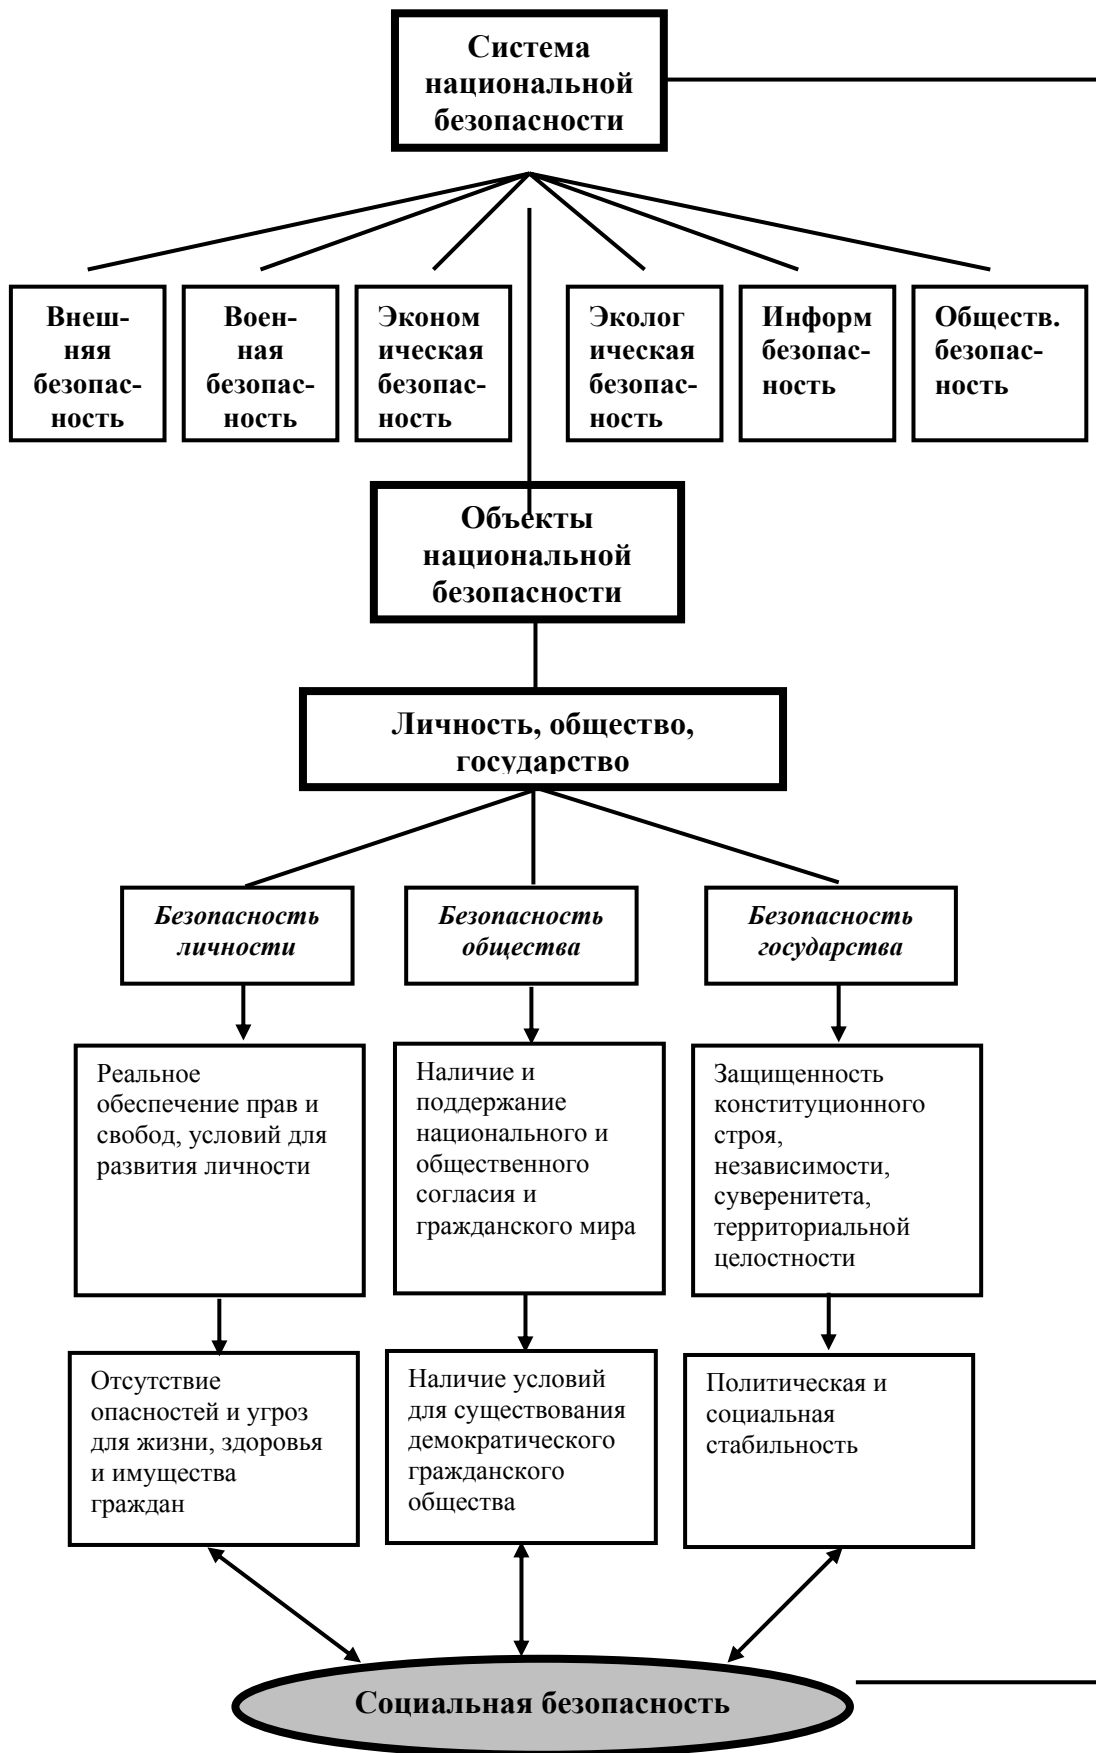 Система
национальной
безопасности
Внеш-
няя
безопас-
ность
Воен-
ная
безопас-
ность
Эконом
ическая
безопас-
ность
Эколог
ическая
безопас-
ность
Информ
безопас-
ность
Обществ.
безопас-
ность
Объекты
национальной
безопасности
Личность, общество,
государство
Безопасность
личности
Безопасность
общества
Безопасность
государства
Реальное
обеспечение прав и
свобод, условий для
развития личности
Наличие и
поддержание
национального и
общественного
согласия и
гражданского мира
Защищенность
конституционного
строя,
независимости,
суверенитета,
территориальной
целостности
Отсутствие
опасностей и угроз
для жизни, здоровья
и имущества
граждан
Наличие условий
для существования
демократического
гражданского
общества
Политическая и
социальная
стабильность
Социальная безопасность